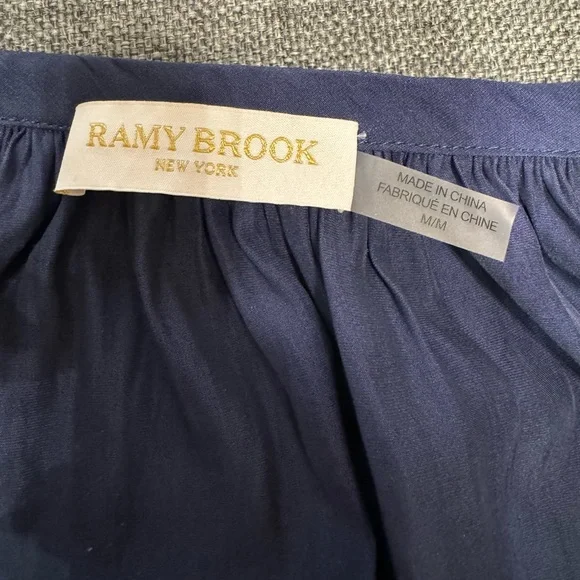 RAMY BROOK
NEW YORK
MADE IN CHINA
FABRIQUÉ EN CHINE
M/M